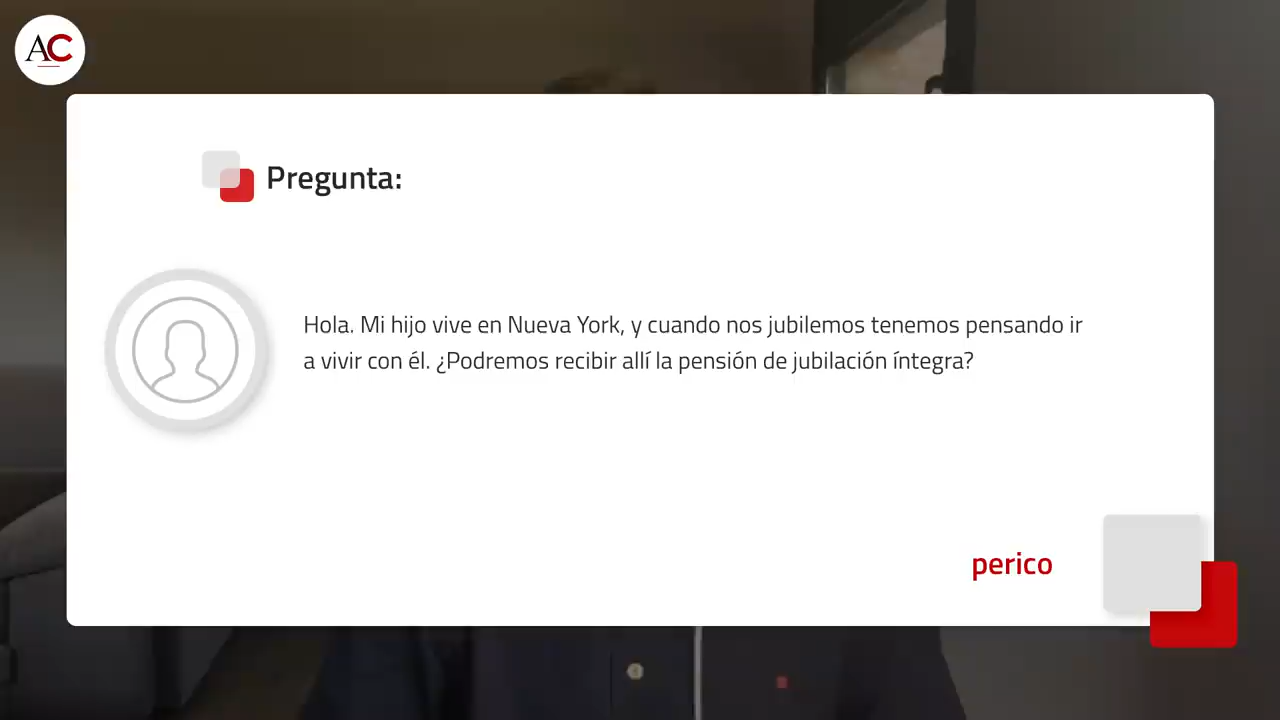 AC
Pregunta:
Hola. Mi hijo vive en Nueva York, y cuando nos jubilemos tenemos pensando ir
a vivir con él. ¿Podremos recibir allí la pensión de jubilación íntegra?
perico